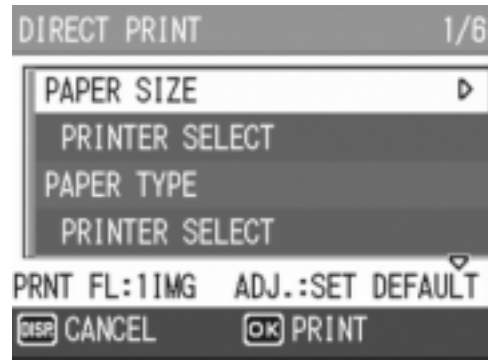 DIRECT PRINT 1/6
PAPER SIZE
PRINTER SELECT
PAPER TYPE
PRINTER SELECT
PRNT FL:1IMG ADJ.:SET DEFAULT
DISP. CANCEL OK PRINT